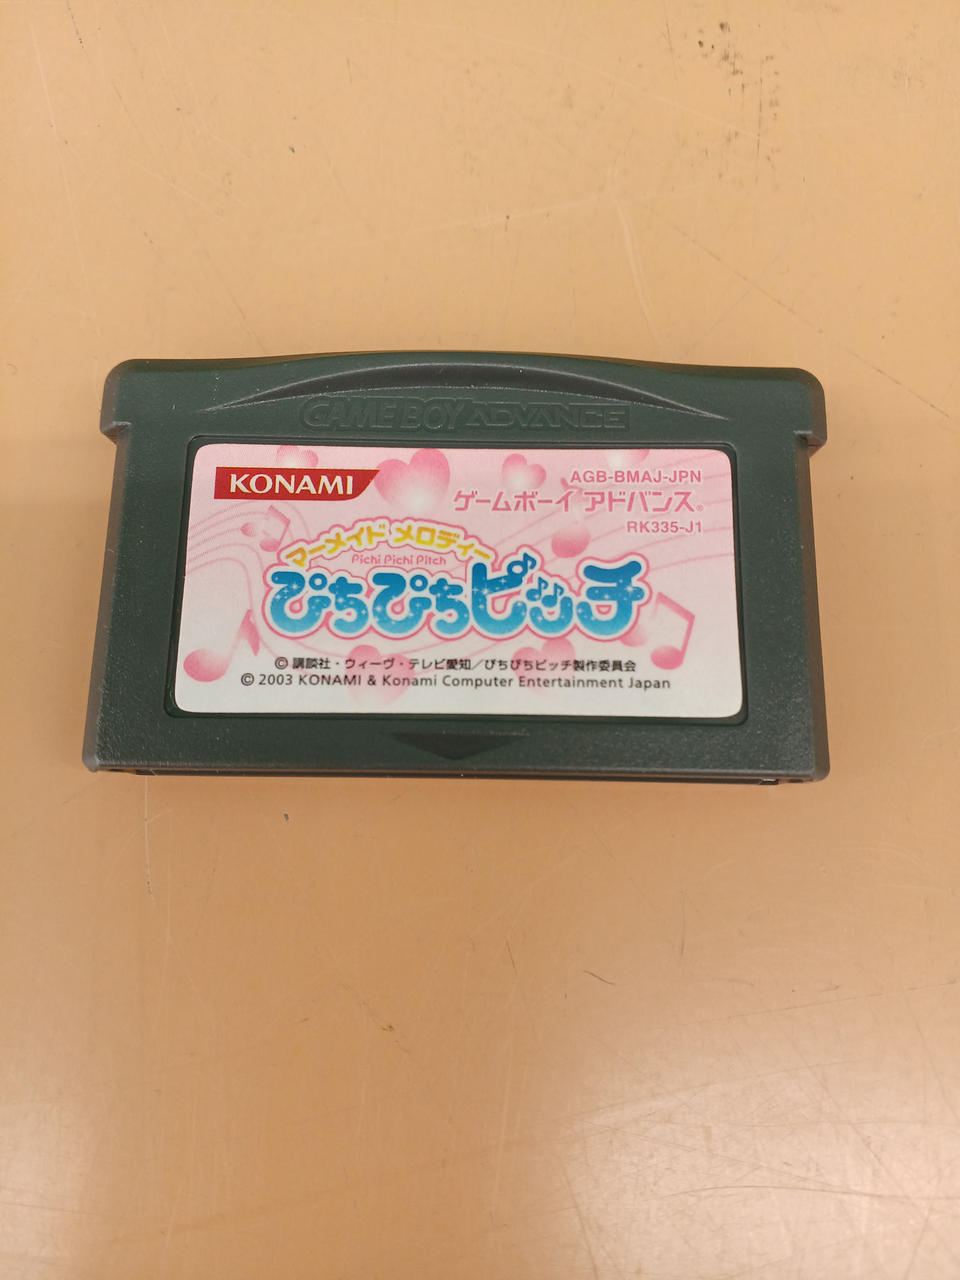 GAME BOY ADVANCE
KONAMI
AGB-BMAJ-JPN
ゲームボーイ アドバンス®
RK335-J1
マーメイド メロディー
Pichi Pichi Pitch
ぴちぴちピッチ
© 講談社・ウィーヴ・テレビ愛知／ぴちぴちピッチ製作委員会
© 2003 KONAMI & Konami Computer Entertainment Japan